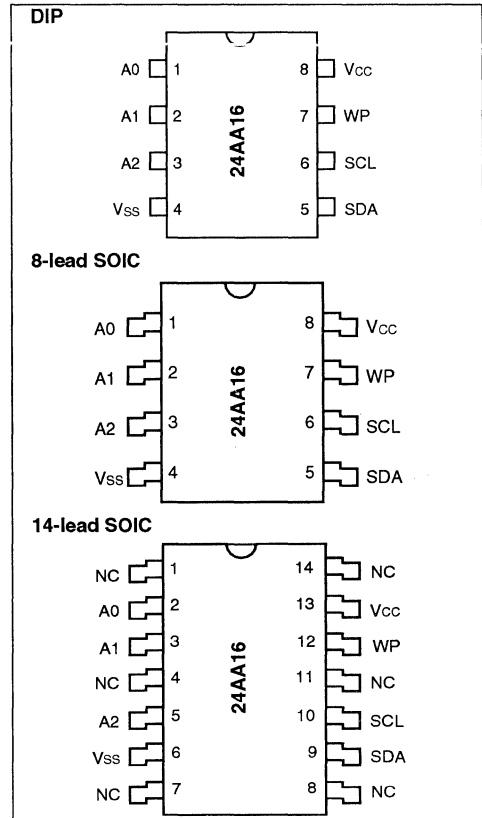 DIP
A0 1 8 VCC
A1 2 7 WP
A2 3 6 SCL
VSS 4 5 SDA
24AA16
8-lead SOIC
A0 1 8 VCC
A1 2 7 WP
A2 3 6 SCL
VSS 4 5 SDA
24AA16
14-lead SOIC
NC 1 14 NC
A0 2 13 VCC
A1 3 12 WP
NC 4 11 NC
A2 5 10 SCL
VSS 6 9 SDA
NC 7 8 NC
24AA16